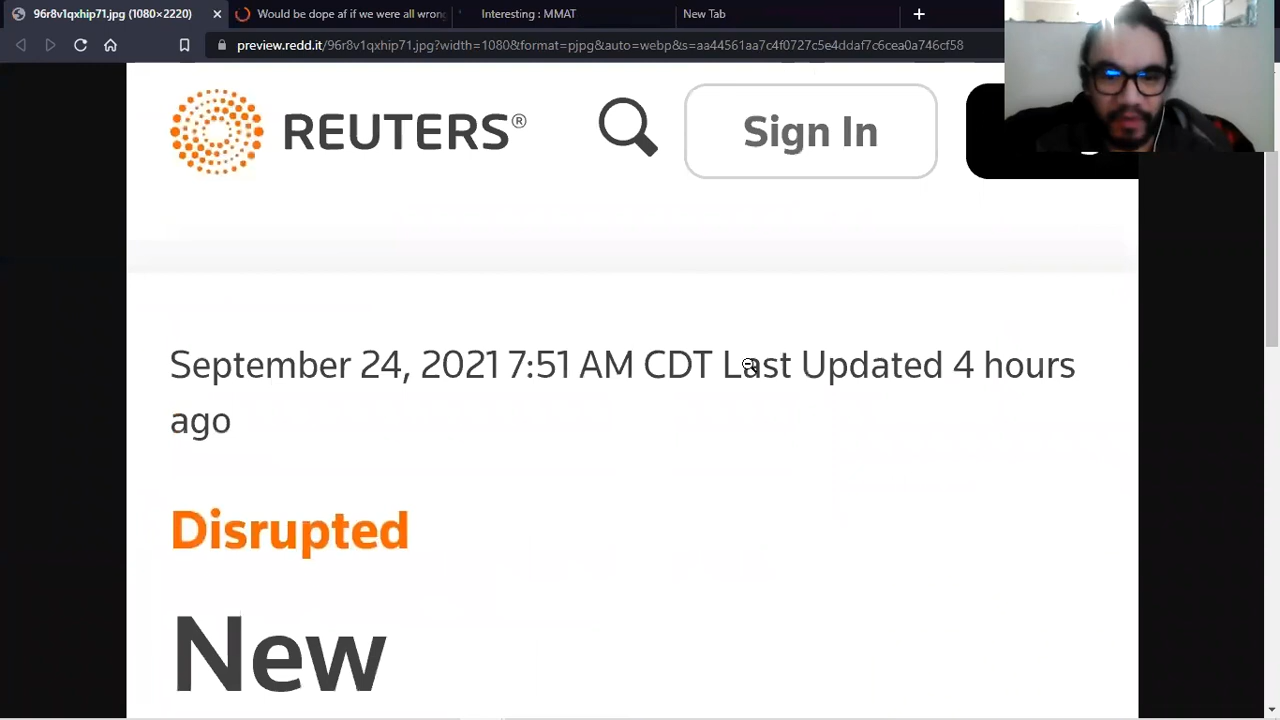 96r8v1qxhip71.jpg (1080×2220)
Would be dope af if we were all wrong
Interesting : MMAT
New Tab
preview.redd.it/96r8v1qxhip71.jpg?width=1080&format=pjpg&auto=webp&s=aa44561aa7c4f0727c5e4ddaf7c6cea0a746cf58
REUTERS®
Sign In
September 24, 2021 7:51 AM CDT Last Updated 4 hours
ago
Disrupted
New